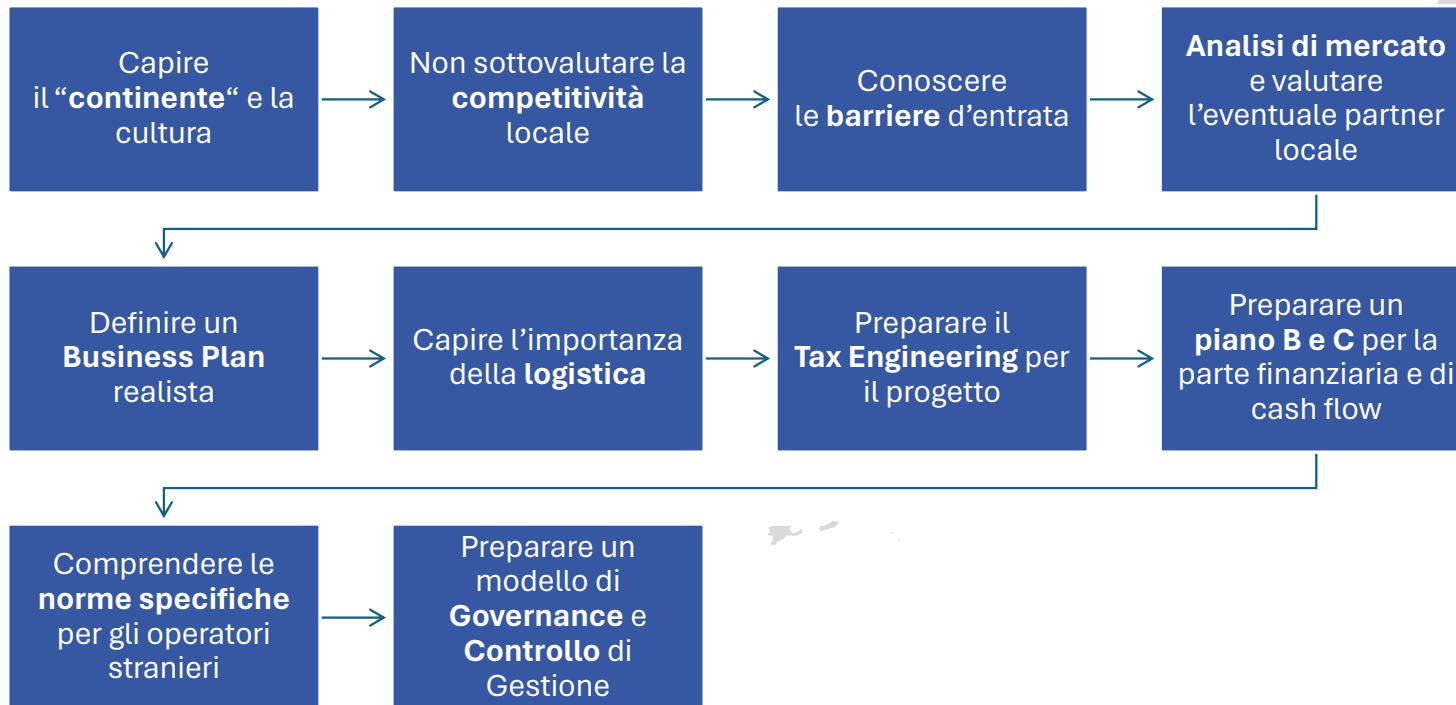 Capire
il “continente“ e la
cultura
Non sottovalutare la
competitività
locale
Conoscere
le barriere d’entrata
Analisi di mercato
e valutare
l’eventuale partner
locale
Definire un
Business Plan
realista
Capire l’importanza
della logistica
Preparare il
Tax Engineering per
il progetto
Preparare un
piano B e C per la
parte finanziaria e di
cash flow
Comprendere le
norme specifiche
per gli operatori
stranieri
Preparare un
modello di
Governance e
Controllo di
Gestione